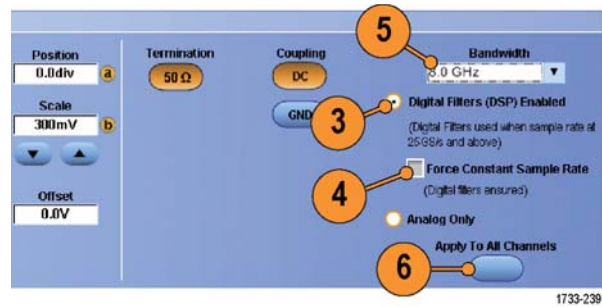 Position
0.0div a
Scale
300mV b
Offset
0.0V
Termination
50 Ω
Coupling
DC
GND
5
Bandwidth
8.0 GHz
3
Digital Filters (DSP) Enabled
(Digital Filters used when sample rate at
25GS/s and above)
4
Force Constant Sample Rate
(Digital filters ensured)
Analog Only
Apply To All Channels
6
1733-239